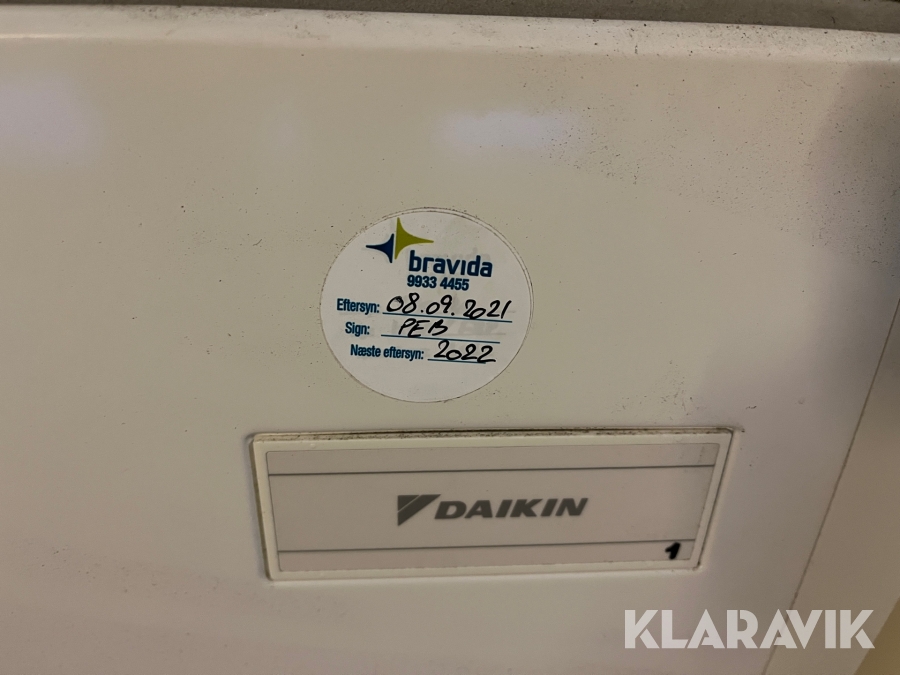 bravida
9933 4455
Eftersyn: 08.09.2021
Sign: PEB
Næste eftersyn: 2022
DAIKIN
1
KLARAVIK